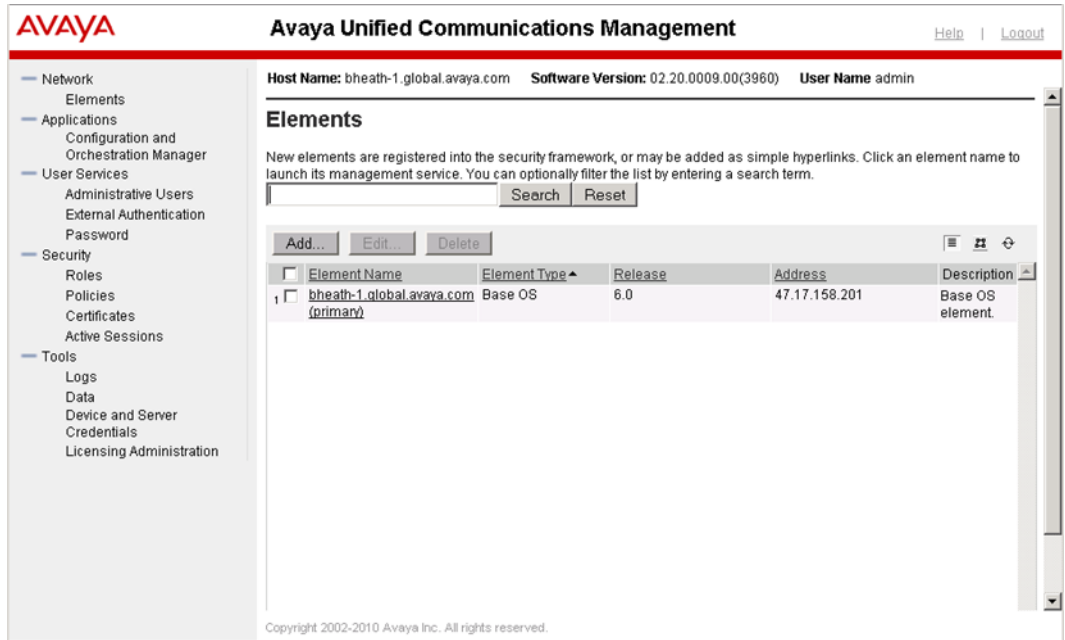 AVAYA
Avaya Unified Communications Management
Help | Logout
Network
Elements
Applications
Configuration and
Orchestration Manager
User Services
Administrative Users
External Authentication
Password
Security
Roles
Policies
Certificates
Active Sessions
Tools
Logs
Data
Device and Server
Credentials
Licensing Administration
Host Name: bheath-1.global.avaya.com Software Version: 02.20.0009.00(3960) User Name admin
Elements
New elements are registered into the security framework, or may be added as simple hyperlinks. Click an element name to
launch its management service. You can optionally filter the list by entering a search term.
Search Reset
Add... Edit... Delete
Element Name Element Type Release Address Description
1 bheath-1.global.avaya.com Base OS 6.0 47.17.158.201 Base OS
(primary) element.
Copyright 2002-2010 Avaya Inc. All rights reserved.